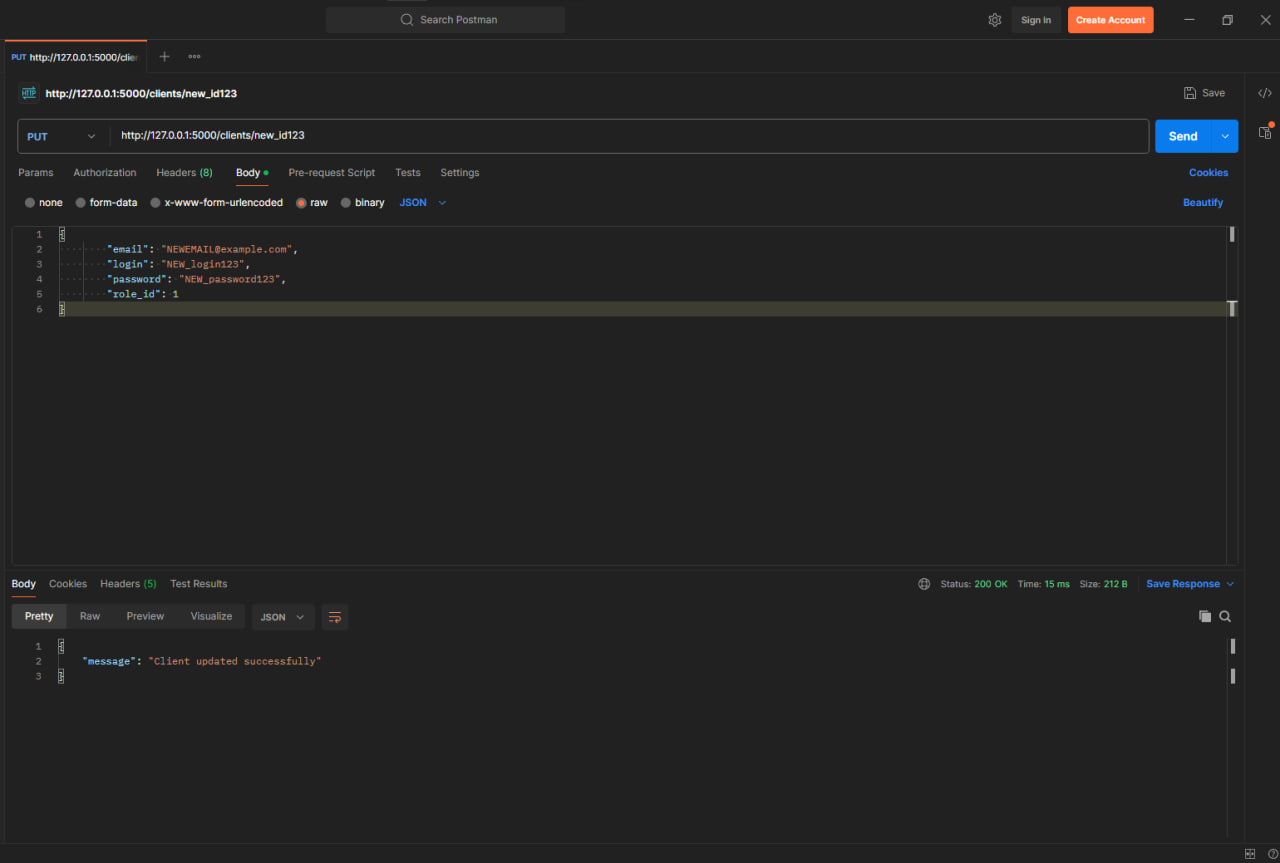 Search Postman
Sign In
Create Account
PUT http://127.0.0.1:5000/clie
HTTP http://127.0.0.1:5000/clients/new_id123
Save
PUT http://127.0.0.1:5000/clients/new_id123
Send
Params Authorization Headers (8) Body Pre-request Script Tests Settings Cookies
none form-data x-www-form-urlencoded raw binary JSON Beautify
1 {
2 "email": "NEWEMAIL@example.com",
3 "login": "NEW_login123",
4 "password": "NEW_password123",
5 "role_id": 1
6 }
Body Cookies Headers (5) Test Results Status: 200 OK Time: 15 ms Size: 212 B Save Response
Pretty Raw Preview Visualize JSON
1 {
2 "message": "Client updated successfully"
3 }